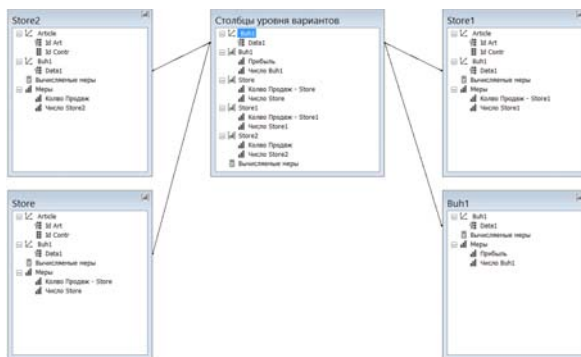 Store2
Article
Id Art
Id Contr
Buh1
Data1
Вычисляемые меры
Меры
Колво Продаж
Число Store2
Столбцы уровня вариантов
Buh1
Data1
Buh1
Прибыль
Число Buh1
Store
Колво Продаж - Store
Число Store
Store1
Колво Продаж - Store1
Число Store1
Store2
Колво Продаж
Число Store2
Вычисляемые меры
Store1
Article
Id Art
Id Contr
Buh1
Data1
Вычисляемые меры
Меры
Колво Продаж - Store1
Число Store1
Store
Article
Id Art
Id Contr
Buh1
Data1
Вычисляемые меры
Меры
Колво Продаж - Store
Число Store
Buh1
Buh1
Data1
Вычисляемые меры
Меры
Прибыль
Число Buh1